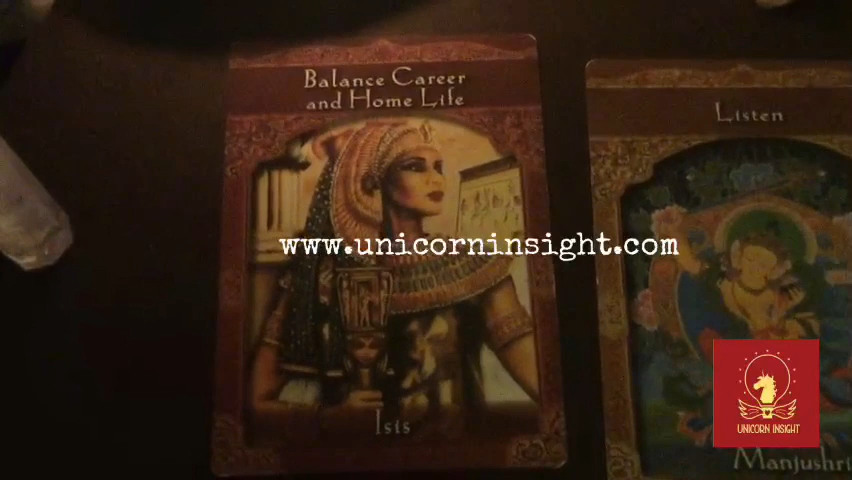 Balance Career
and Home Life
Listen
www.unicorninsight.com
UNICORN INSIGHT
Isis
Manjushri